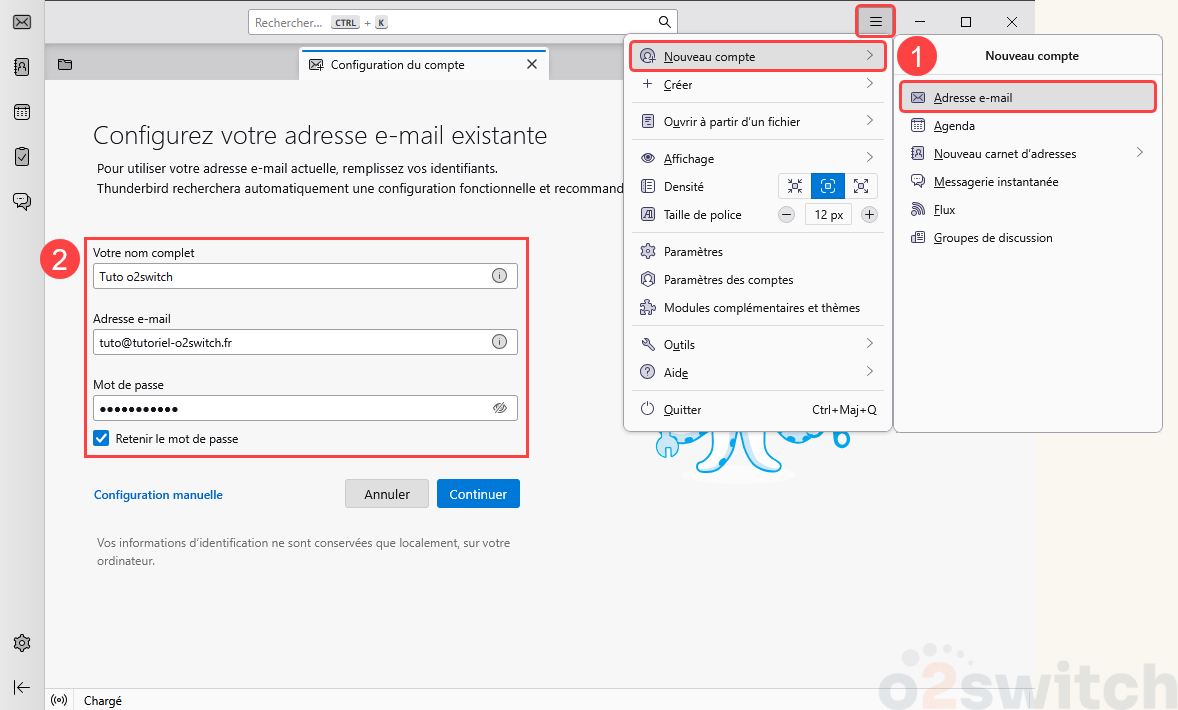 Rechercher... CTRL + K
Configuration du compte
Configurez votre adresse e-mail existante
Pour utiliser votre adresse e-mail actuelle, remplissez vos identifiants.
Thunderbird recherchera automatiquement une configuration fonctionnelle et recommand
2
Votre nom complet
Tuto o2switch
Adresse e-mail
tuto@tutoriel-o2switch.fr
Mot de passe
Retenir le mot de passe
Configuration manuelle
Annuler
Continuer
Vos informations d’identification ne sont conservées que localement, sur votre
ordinateur.
Chargé
Nouveau compte
Créer
Ouvrir à partir d’un fichier
Affichage
Densité
Taille de police
12 px
Paramètres
Paramètres des comptes
Modules complémentaires et thèmes
Outils
Aide
Quitter Ctrl+Maj+Q
1
Nouveau compte
Adresse e-mail
Agenda
Nouveau carnet d’adresses
Messagerie instantanée
Flux
Groupes de discussion
o2switch